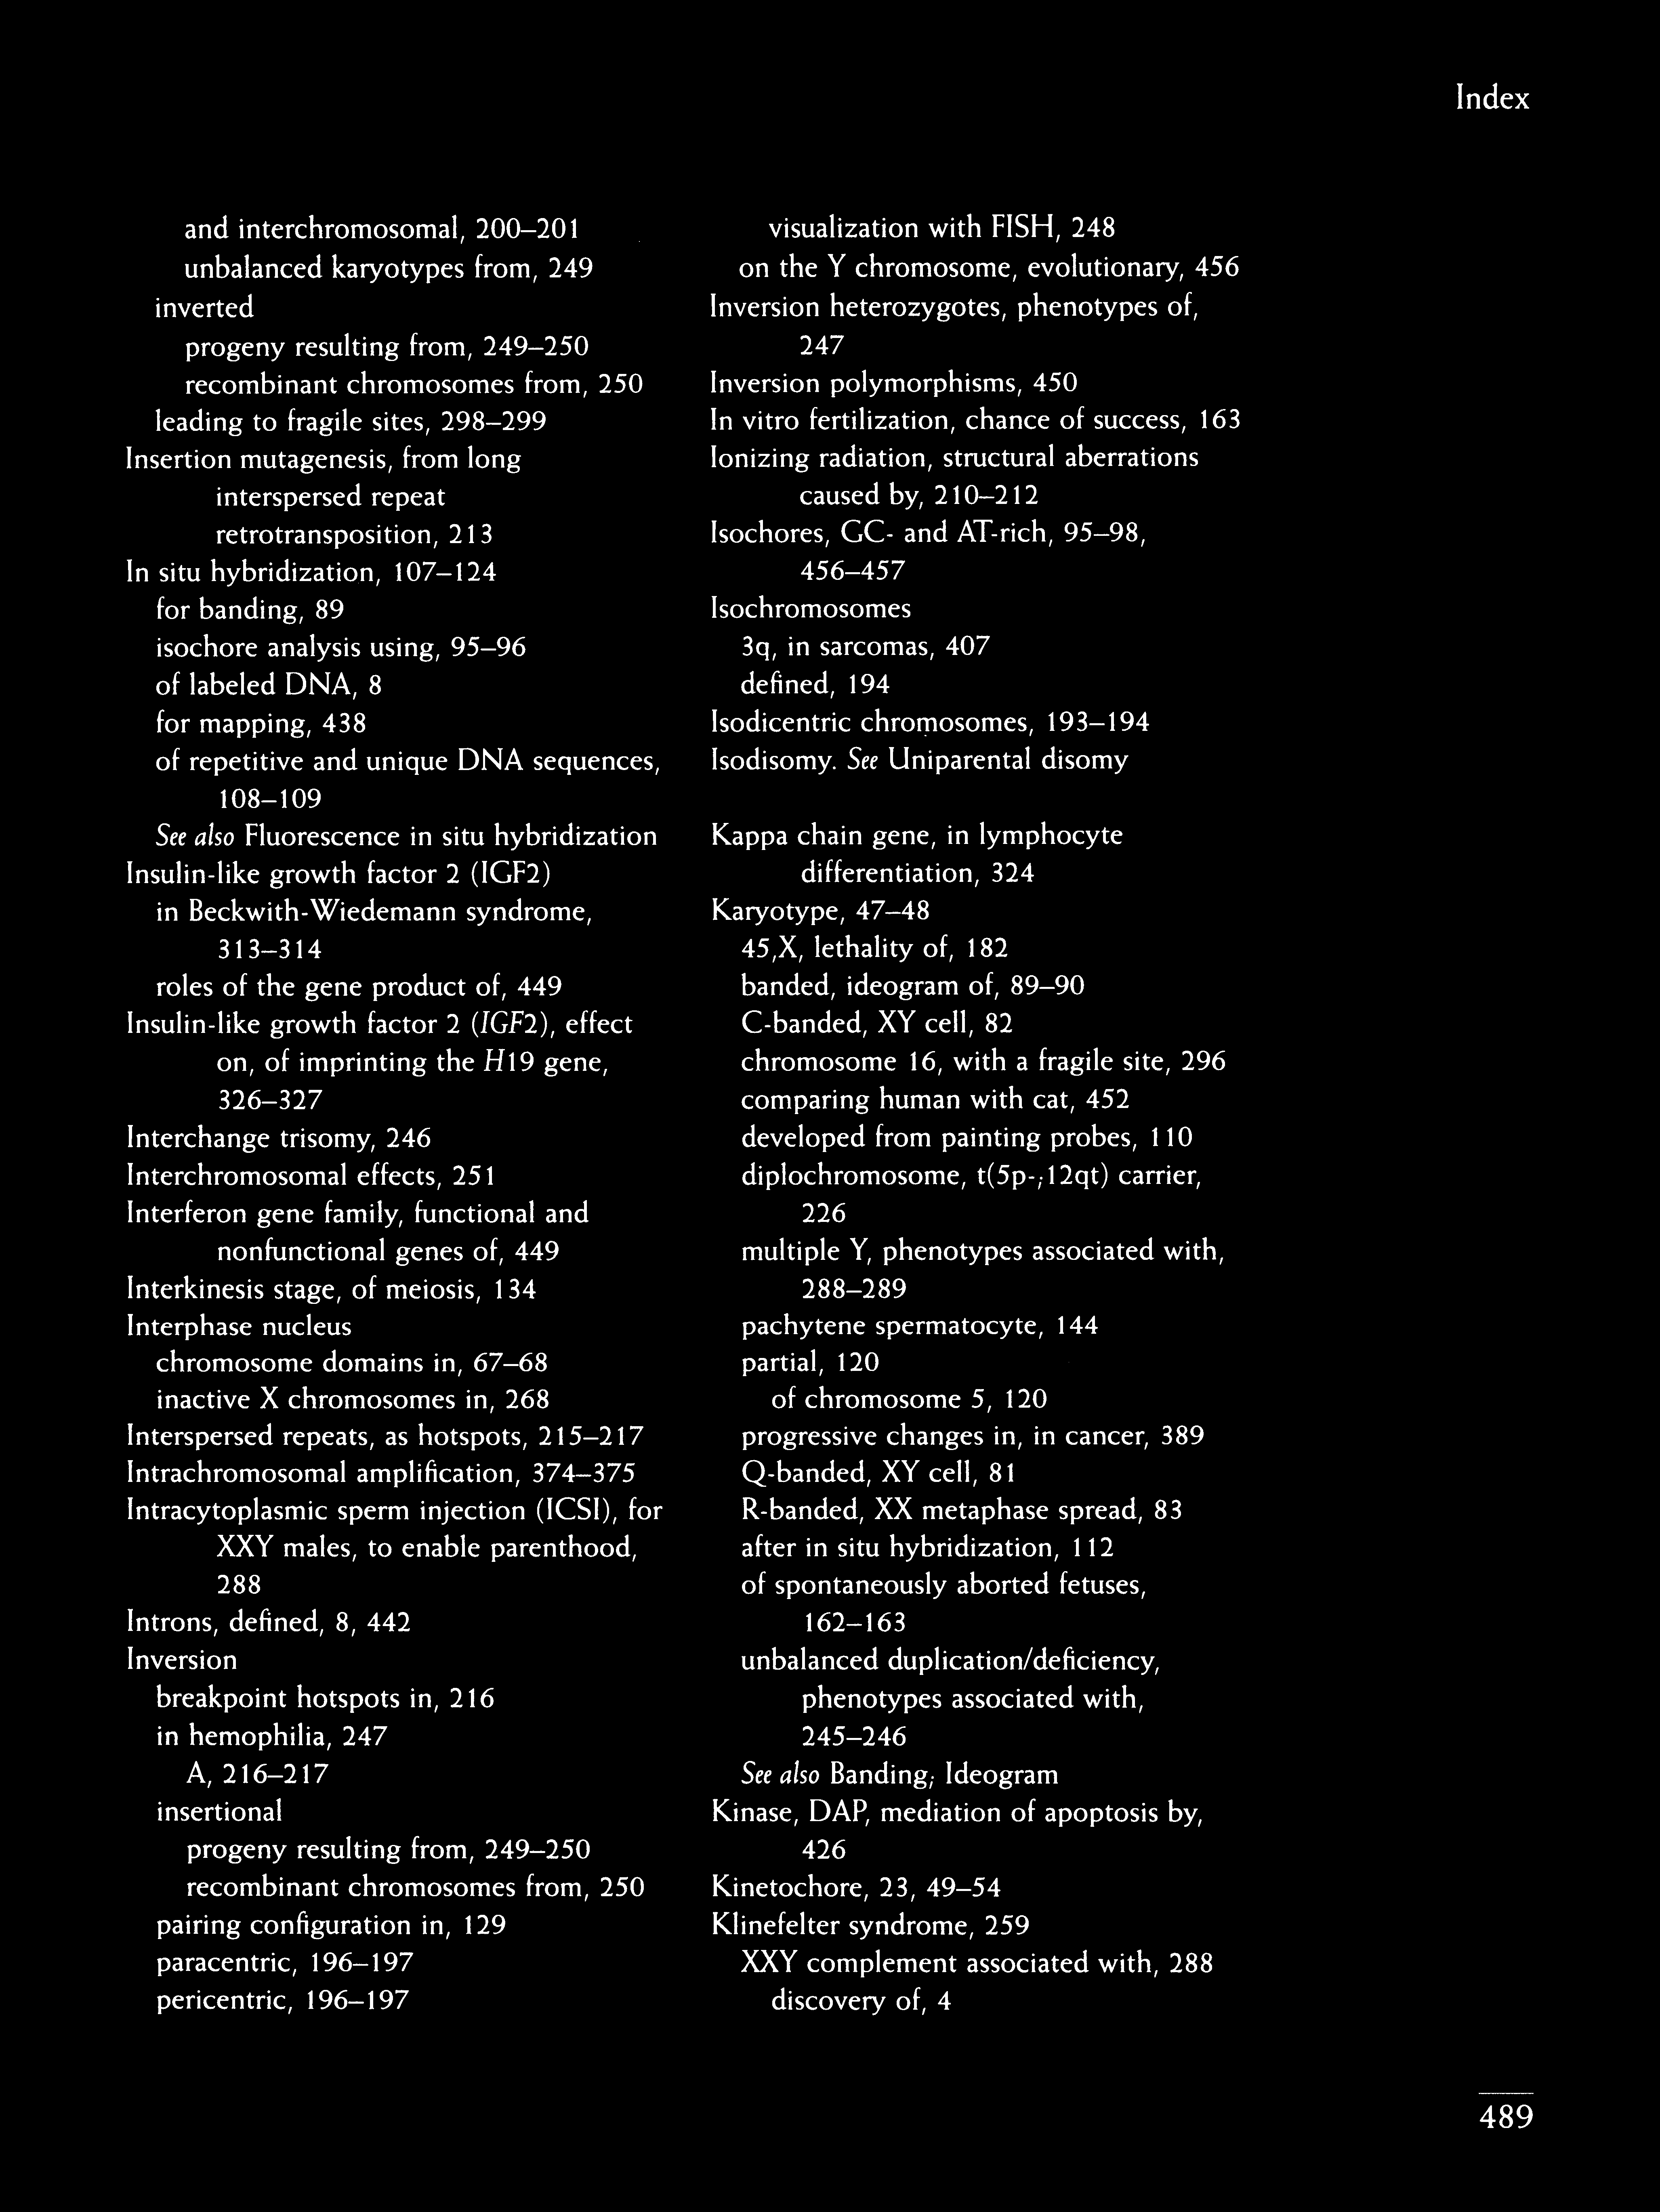 Index
and interchromosomal, 200–201
unbalanced karyotypes from, 249
inverted
progeny resulting from, 249–250
recombinant chromosomes from, 250
leading to fragile sites, 298–299
Insertion mutagenesis, from long
interspersed repeat
retrotransposition, 213
In situ hybridization, 107–124
for banding, 89
isochore analysis using, 95–96
of labeled DNA, 8
for mapping, 438
of repetitive and unique DNA sequences,
108–109
See also Fluorescence in situ hybridization
Insulin-like growth factor 2 (IGF2)
in Beckwith-Wiedemann syndrome,
313–314
roles of the gene product of, 449
Insulin-like growth factor 2 (IGF2), effect
on, of imprinting the H19 gene,
326–327
Interchange trisomy, 246
Interchromosomal effects, 251
Interferon gene family, functional and
nonfunctional genes of, 449
Interkinesis stage, of meiosis, 134
Interphase nucleus
chromosome domains in, 67–68
inactive X chromosomes in, 268
Interspersed repeats, as hotspots, 215–217
Intrachromosomal amplification, 374–375
Intracytoplasmic sperm injection (ICSI), for
XXY males, to enable parenthood,
288
Introns, defined, 8, 442
Inversion
breakpoint hotspots in, 216
in hemophilia, 247
A, 216–217
insertional
progeny resulting from, 249–250
recombinant chromosomes from, 250
pairing configuration in, 129
paracentric, 196–197
pericentric, 196–197
visualization with FISH, 248
on the Y chromosome, evolutionary, 456
Inversion heterozygotes, phenotypes of,
247
Inversion polymorphisms, 450
In vitro fertilization, chance of success, 163
Ionizing radiation, structural aberrations
caused by, 210–212
Isochores, GC- and AT-rich, 95–98,
456–457
Isochromosomes
3q, in sarcomas, 407
defined, 194
Isodicentric chromosomes, 193–194
Isodisomy. See Uniparental disomy
Kappa chain gene, in lymphocyte
differentiation, 324
Karyotype, 47–48
45,X, lethality of, 182
banded, ideogram of, 89–90
C-banded, XY cell, 82
chromosome 16, with a fragile site, 296
comparing human with cat, 452
developed from painting probes, 110
diplochromosome, t(5p-;12qt) carrier,
226
multiple Y, phenotypes associated with,
288–289
pachytene spermatocyte, 144
partial, 120
of chromosome 5, 120
progressive changes in, in cancer, 389
Q-banded, XY cell, 81
R-banded, XX metaphase spread, 83
after in situ hybridization, 112
of spontaneously aborted fetuses,
162–163
unbalanced duplication/deficiency,
phenotypes associated with,
245–246
See also Banding; Ideogram
Kinase, DAP, mediation of apoptosis by,
426
Kinetochore, 23, 49–54
Klinefelter syndrome, 259
XXY complement associated with, 288
discovery of, 4
489